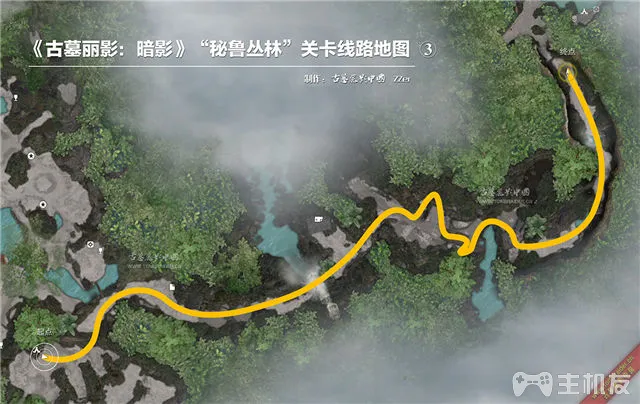 《古墓丽影：暗影》“秘鲁丛林”关卡线路地图 ③
制作：古墓丽影中国 ZZer
终点
古墓丽影中国
古墓丽影中国
起点
主机友